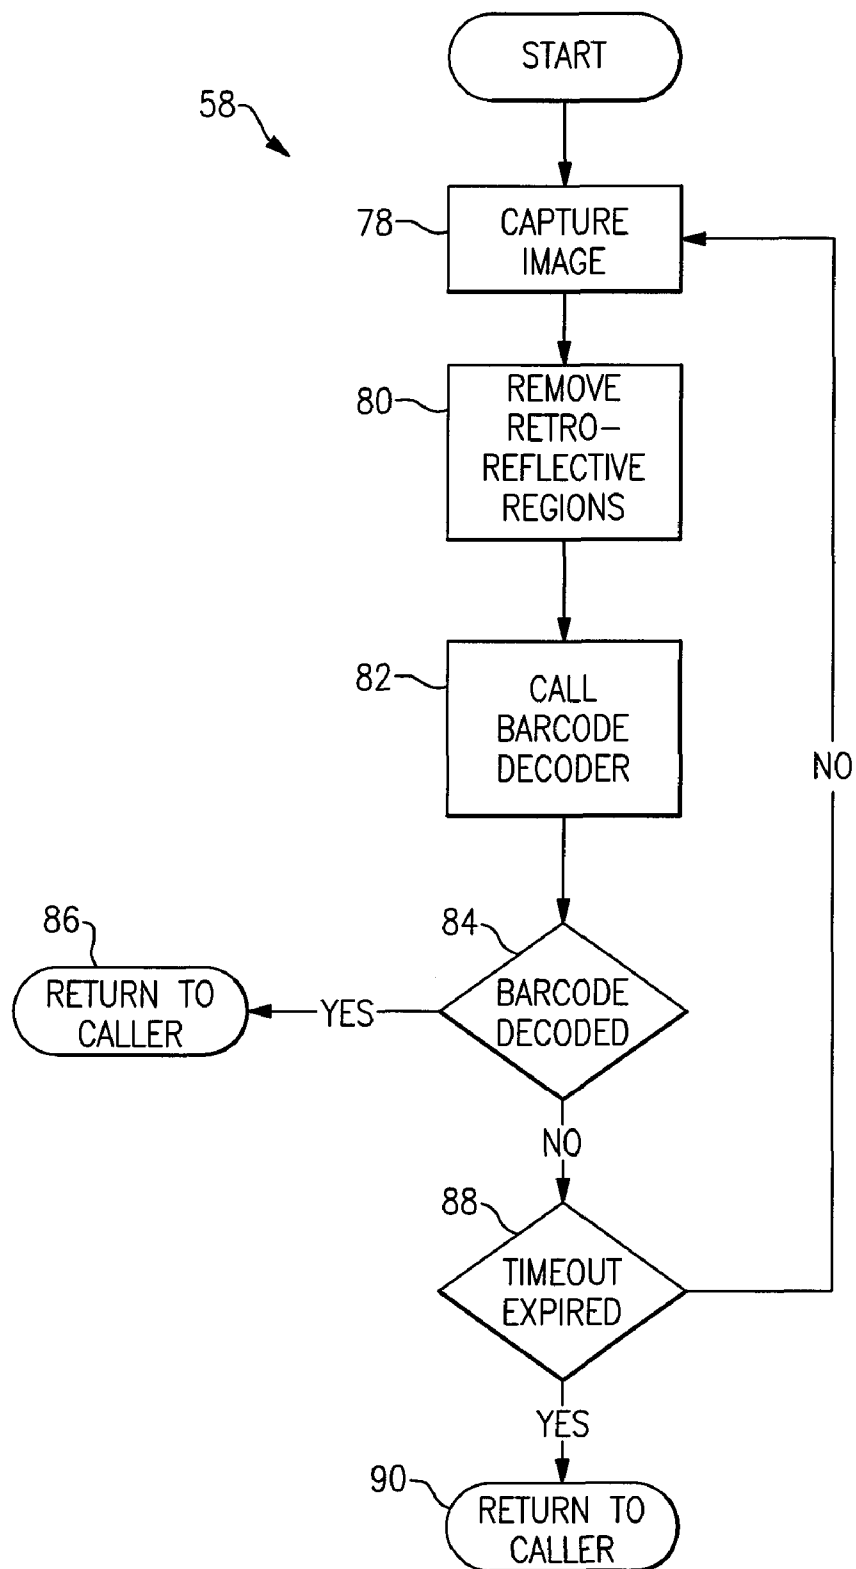 START
58
78
CAPTURE
IMAGE
80
REMOVE
RETRO-
REFLECTIVE
REGIONS
82
CALL
BARCODE
DECODER
NO
86
RETURN TO
CALLER
YES
84
BARCODE
DECODED
NO
88
TIMEOUT
EXPIRED
YES
90
RETURN TO
CALLER